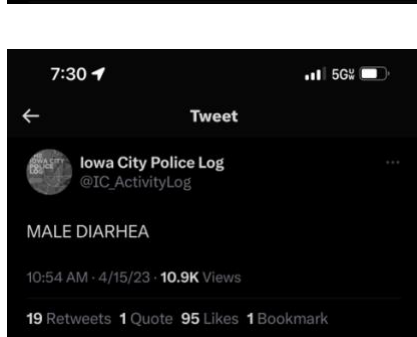 7:30
5G UW
Tweet
Iowa City Police Log
@IC_ActivityLog
MALE DIARHEA
10:54 AM · 4/15/23 · 10.9K Views
19 Retweets 1 Quote 95 Likes 1 Bookmark